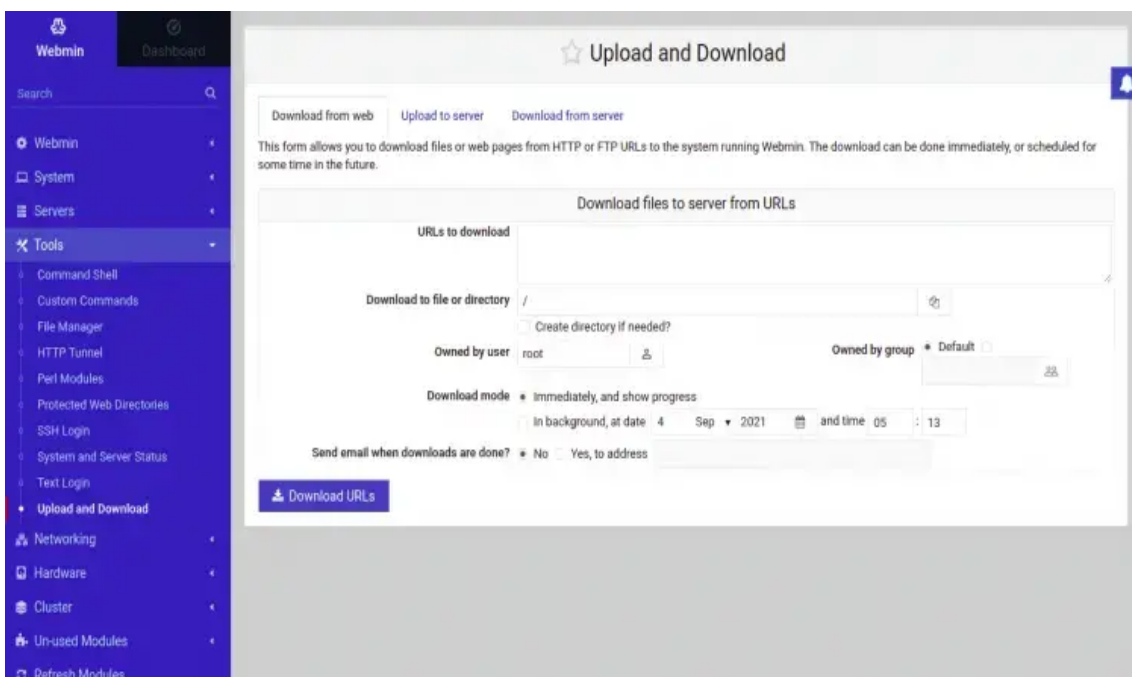 Webmin
Dashboard
Search
Webmin
System
Servers
Tools
Command Shell
Custom Commands
File Manager
HTTP Tunnel
Perl Modules
Protected Web Directories
SSH Login
System and Server Status
Text Login
Upload and Download
Networking
Hardware
Cluster
Un-used Modules
Refresh Modules
Upload and Download
Download from web Upload to server Download from server
This form allows you to download files or web pages from HTTP or FTP URLs to the system running Webmin. The download can be done immediately, or scheduled for
some time in the future.
Download files to server from URLs
URLs to download
Download to file or directory /
Create directory if needed?
Owned by user root Owned by group Default
Download mode Immediately, and show progress
In background, at date 4 Sep 2021 and time 05 : 13
Send email when downloads are done? No Yes, to address
Download URLs